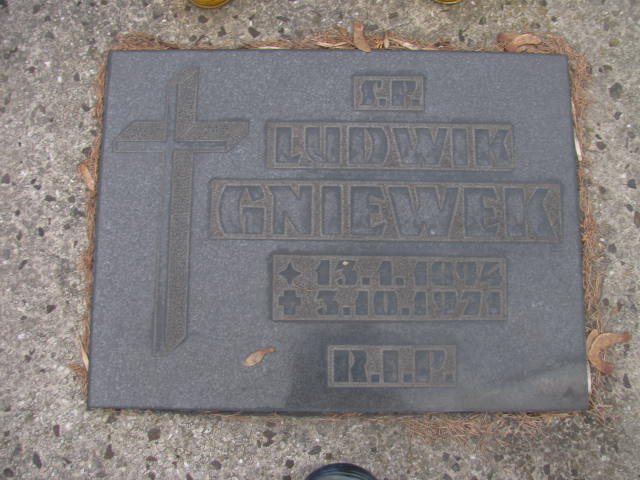 Ś.P.
LUDWIK
GNIEWEK
✦ 13.1.1894
✝ 3.10.1971
R.I.P.